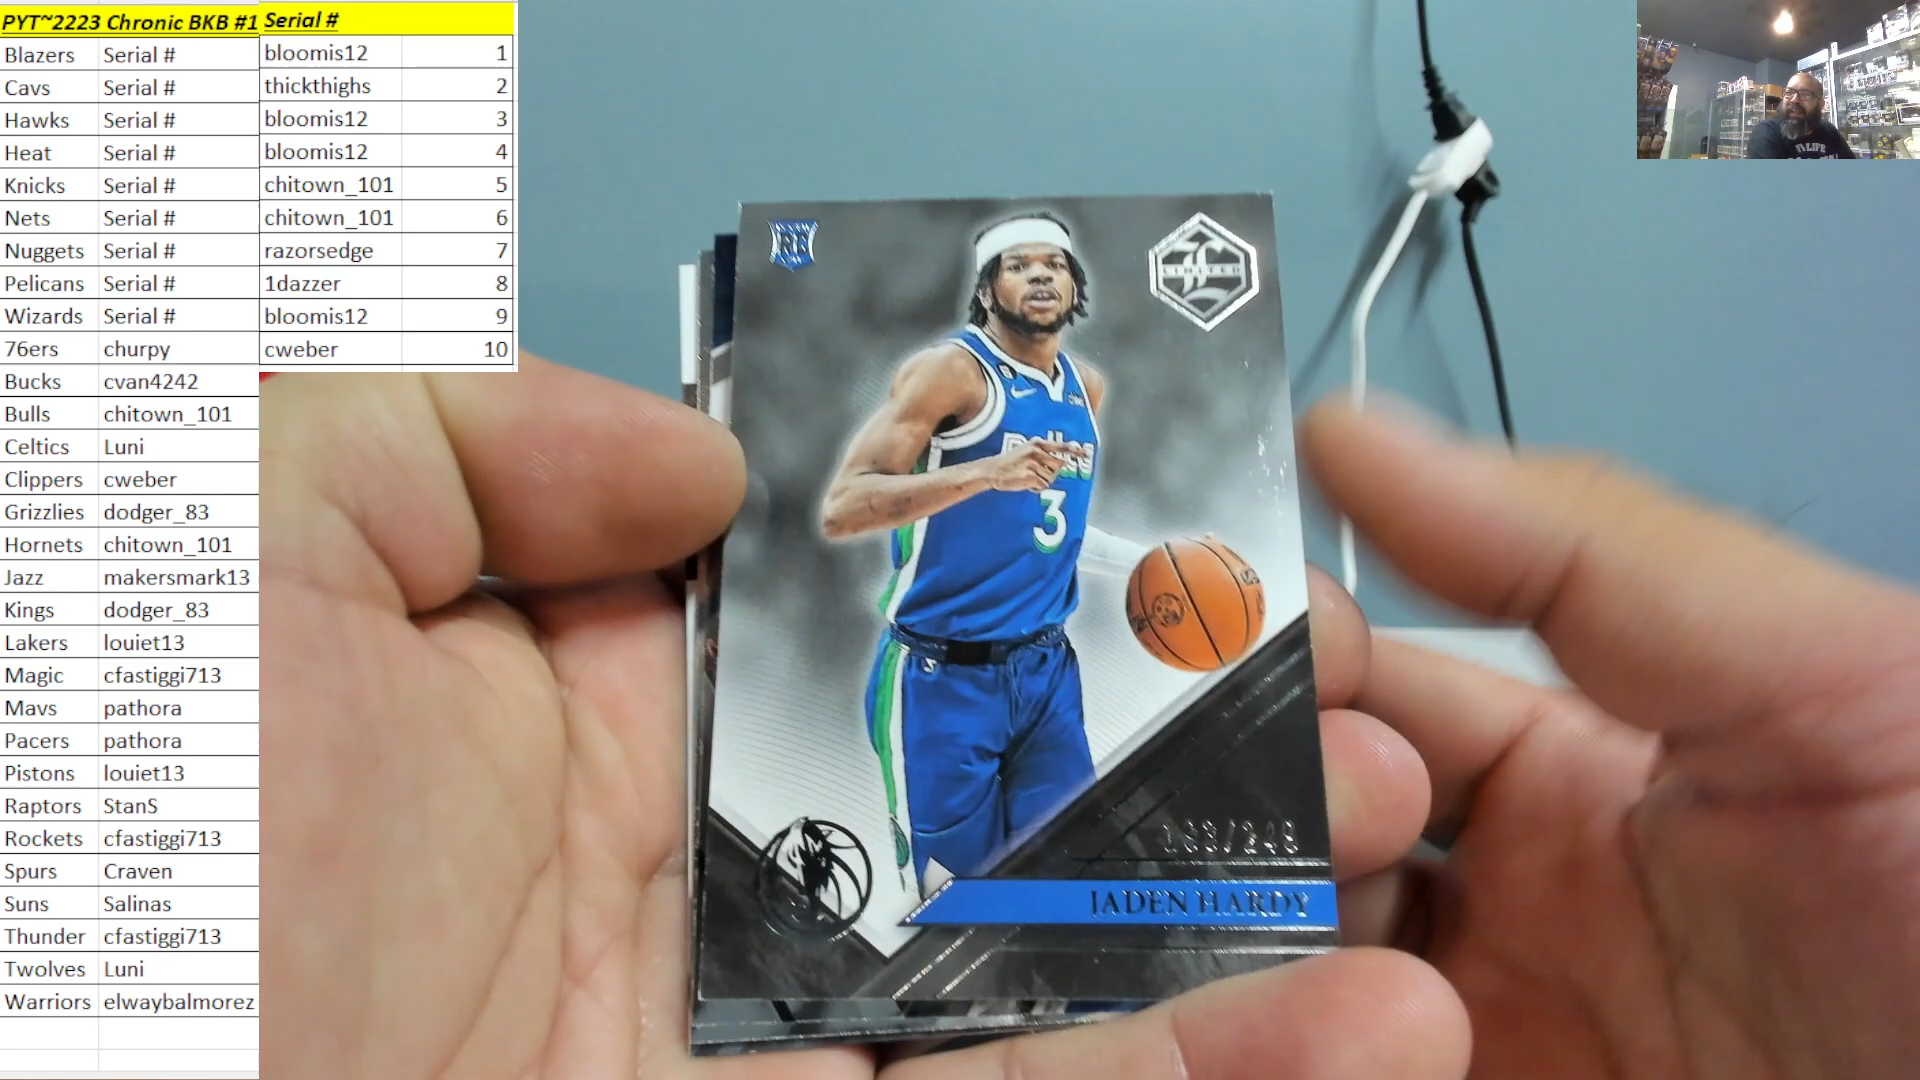 PYT~2223 Chronic BKB #1
Blazers Serial #
Cavs Serial #
Hawks Serial #
Heat Serial #
Knicks Serial #
Nets Serial #
Nuggets Serial #
Pelicans Serial #
Wizards Serial #
76ers churpy
Bucks cvan4242
Bulls chitown_101
Celtics Luni
Clippers cweber
Grizzlies dodger_83
Hornets chitown_101
Jazz makersmark13
Kings dodger_83
Lakers louiet13
Magic cfastiggi713
Mavs pathora
Pacers pathora
Pistons louiet13
Raptors StanS
Rockets cfastiggi713
Spurs Craven
Suns Salinas
Thunder cfastiggi713
Twolves Luni
Warriors elwaybalmorez
Serial #
bloomis12 1
thickthighs 2
bloomis12 3
bloomis12 4
chitown_101 5
chitown_101 6
razorsedge 7
1dazzer 8
bloomis12 9
cweber 10
LIMITED
3
JADEN HARDY